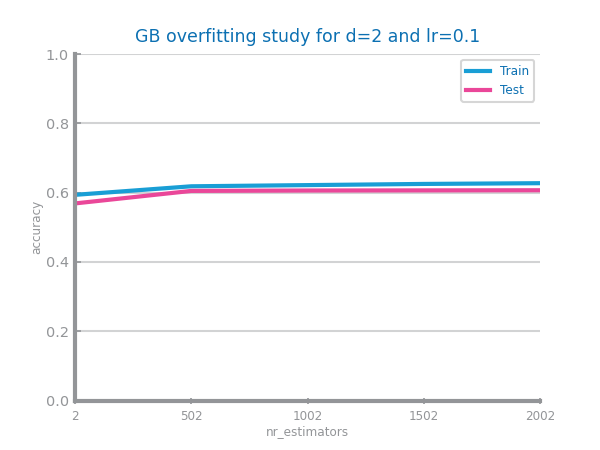 GB overfitting study for d=2 and lr=0.1
Train
Test
1.0
0.8
0.6
0.4
0.2
0.0
accuracy
2 502 1002 1502 2002
nr_estimators